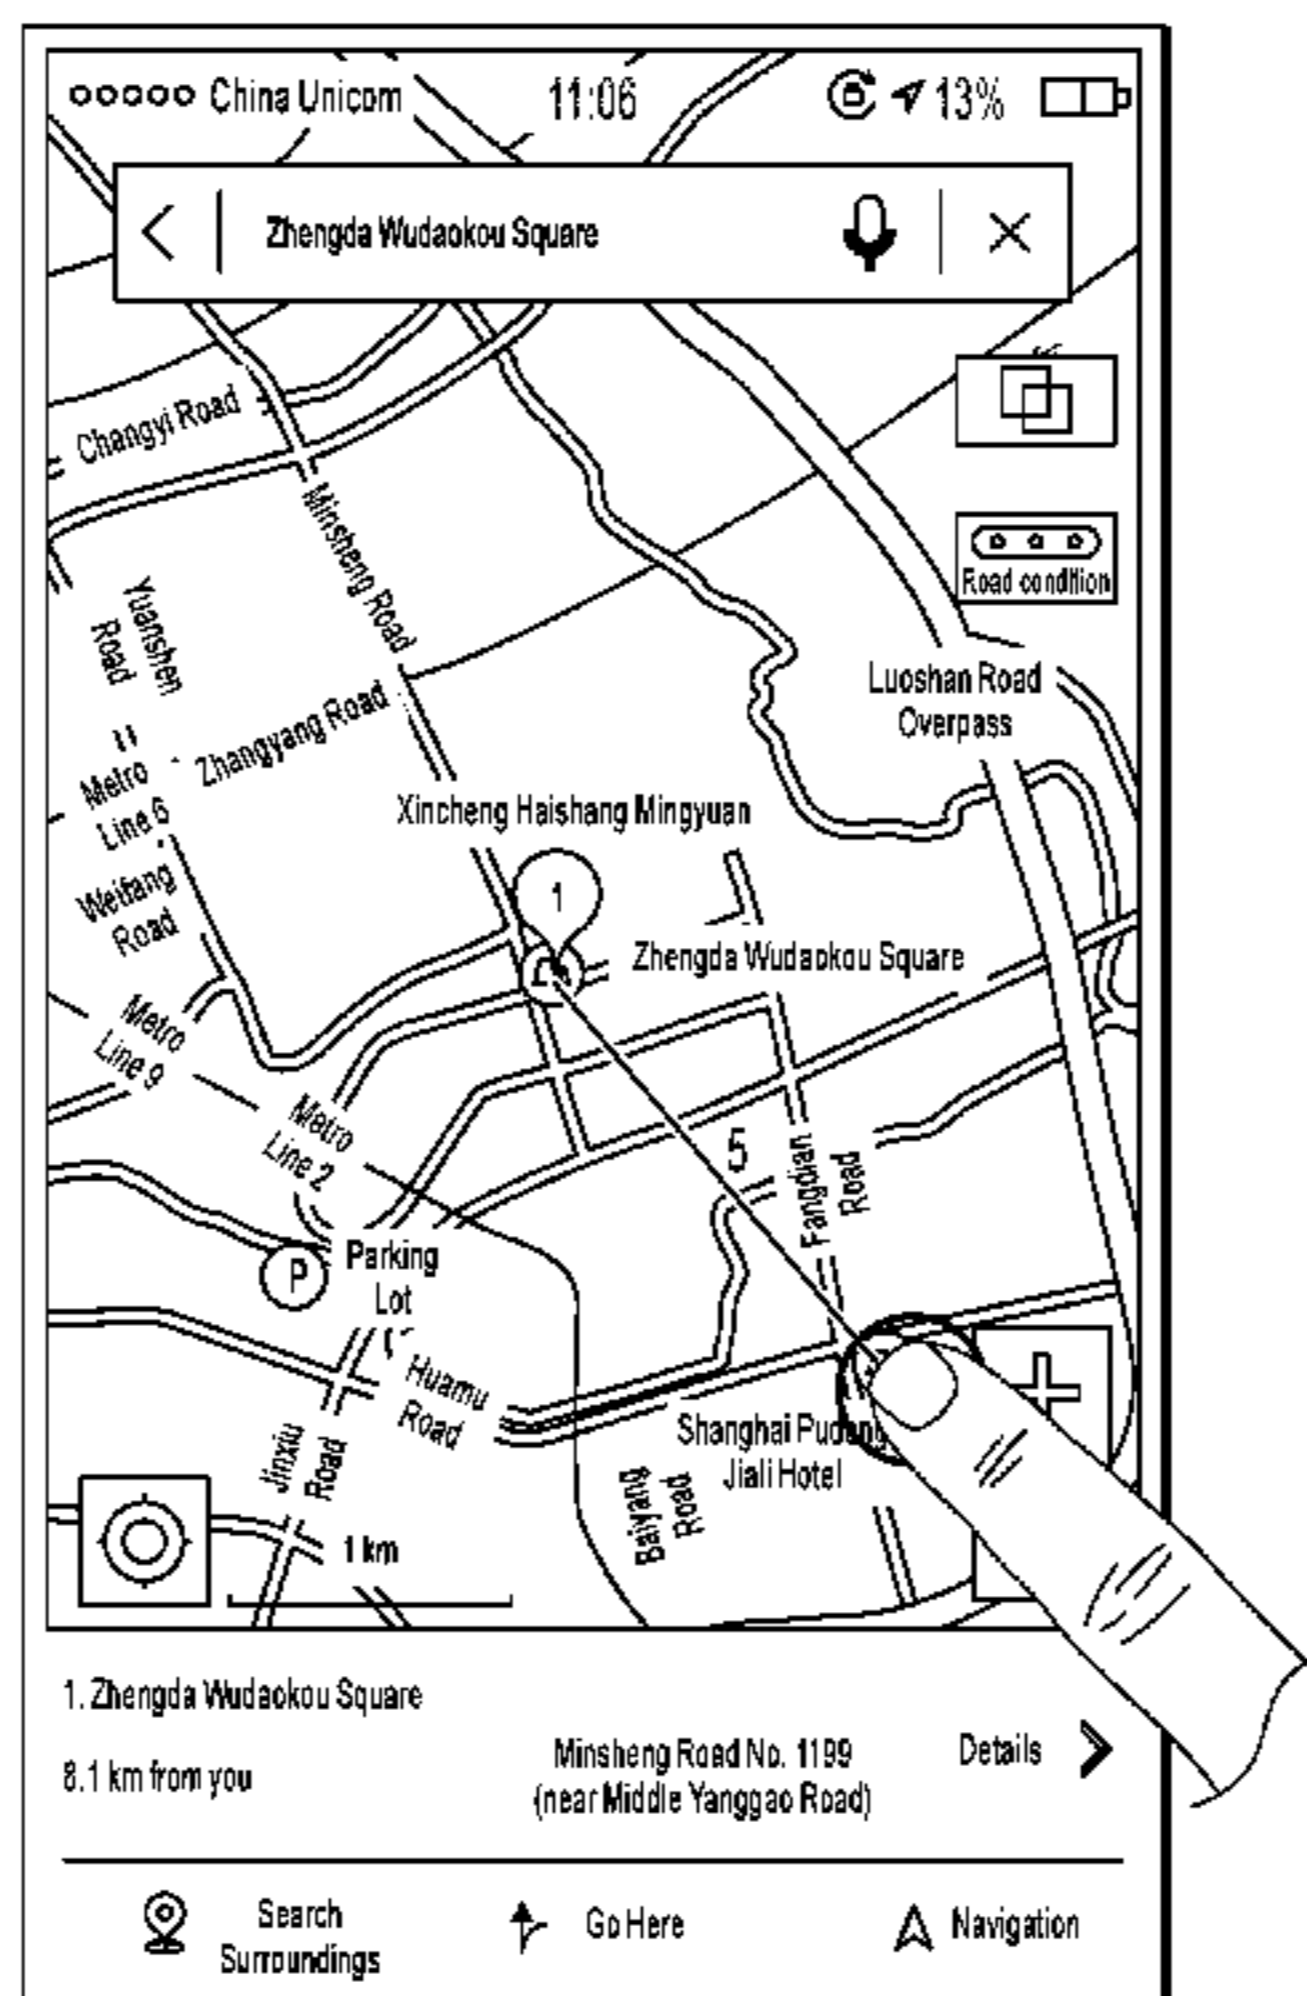 China Unicom 11:06 13%
Zhengda Wudaokou Square
Changyi Road
Minsheng Road
Road condition
Yuanshen
Road
Luoshan Road
Overpass
Zhangyang Road
Metro
Line 6
Xincheng Haishang Mingyuan
1
Weifang
Road
Zhengda Wudaokou Square
Metro
Line 9
Metro
Line 2
5
Fangdian
Road
P
Parking
Lot
Huamu
Road
Shanghai Pudong
Jiali Hotel
Jinxiu
Road
Baiyang
Road
1 km
1. Zhengda Wudaokou Square
8.1 km from you
Minsheng Road No. 1199
(near Middle Yanggao Road)
Details
Search
Surroundings
Go Here
Navigation